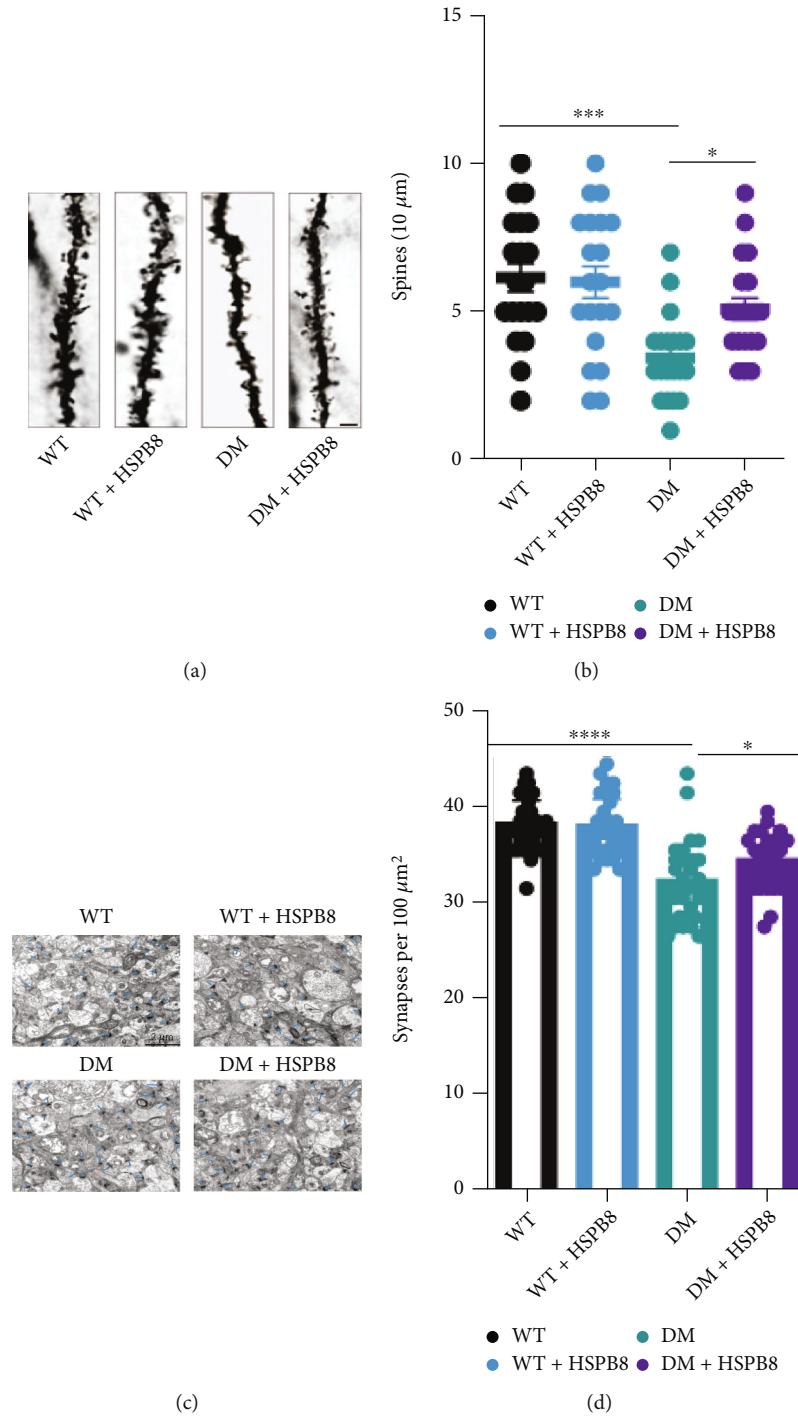 WT
WT + HSPB8
DM
DM + HSPB8
(a)
15
10
5
0
Spines (10 μm)
***
*
WT
WT + HSPB8
DM
DM + HSPB8
WT
DM
WT + HSPB8
DM + HSPB8
(b)
WT
WT + HSPB8
2 μm
DM
DM + HSPB8
(c)
50
40
30
20
10
0
Synapses per 100 μm²
****
*
WT
WT + HSPB8
DM
DM + HSPB8
WT
DM
WT + HSPB8
DM + HSPB8
(d)